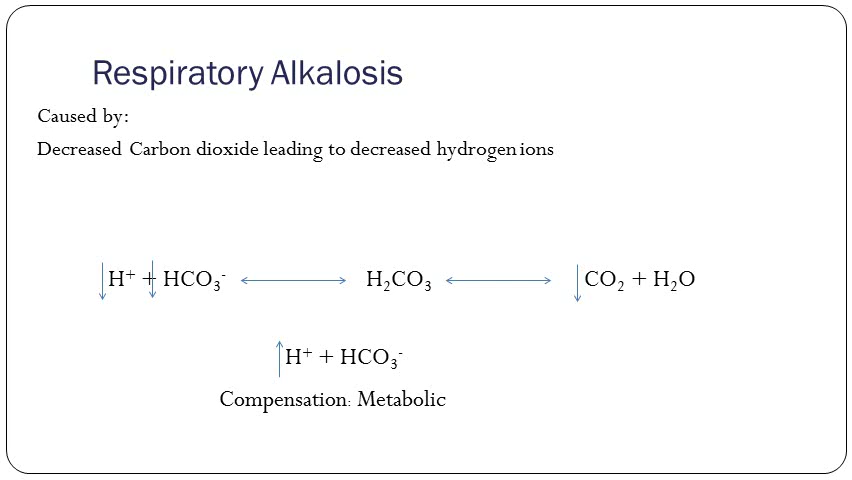 Respiratory Alkalosis
Caused by:
Decreased Carbon dioxide leading to decreased hydrogen ions
↓H⁺ + ↓HCO₃⁻ ⟷ H₂CO₃ ⟷ ↓CO₂ + H₂O
↑H⁺ + HCO₃⁻
Compensation: Metabolic